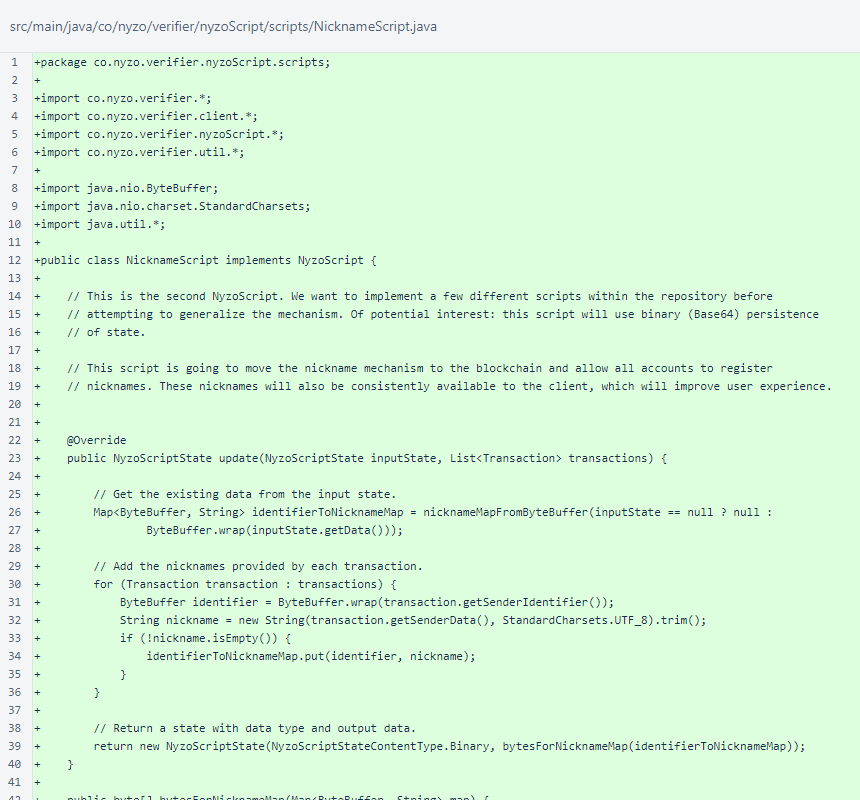 src/main/java/co/nyzo/verifier/nyzoScript/scripts/NicknameScript.java
1 +package co.nyzo.verifier.nyzoScript.scripts;
2 +
3 +import co.nyzo.verifier.*;
4 +import co.nyzo.verifier.client.*;
5 +import co.nyzo.verifier.nyzoScript.*;
6 +import co.nyzo.verifier.util.*;
7 +
8 +import java.nio.ByteBuffer;
9 +import java.nio.charset.StandardCharsets;
10 +import java.util.*;
11 +
12 +public class NicknameScript implements NyzoScript {
13 +
14 +    // This is the second NyzoScript. We want to implement a few different scripts within the repository before
15 +    // attempting to generalize the mechanism. Of potential interest: this script will use binary (Base64) persistence
16 +    // of state.
17 +
18 +    // This script is going to move the nickname mechanism to the blockchain and allow all accounts to register
19 +    // nicknames. These nicknames will also be consistently available to the client, which will improve user experience.
20 +
21 +
22 +    @Override
23 +    public NyzoScriptState update(NyzoScriptState inputState, List<Transaction> transactions) {
24 +
25 +        // Get the existing data from the input state.
26 +        Map<ByteBuffer, String> identifierToNicknameMap = nicknameMapFromByteBuffer(inputState == null ? null :
27 +                ByteBuffer.wrap(inputState.getData()));
28 +
29 +        // Add the nicknames provided by each transaction.
30 +        for (Transaction transaction : transactions) {
31 +            ByteBuffer identifier = ByteBuffer.wrap(transaction.getSenderIdentifier());
32 +            String nickname = new String(transaction.getSenderData(), StandardCharsets.UTF_8).trim();
33 +            if (!nickname.isEmpty()) {
34 +                identifierToNicknameMap.put(identifier, nickname);
35 +            }
36 +        }
37 +
38 +        // Return a state with data type and output data.
39 +        return new NyzoScriptState(NyzoScriptStateContentType.Binary, bytesForNicknameMap(identifierToNicknameMap));
40 +    }
41 +
42 +    public byte[] bytesForNicknameMap(Map<ByteBuffer, String> map) {